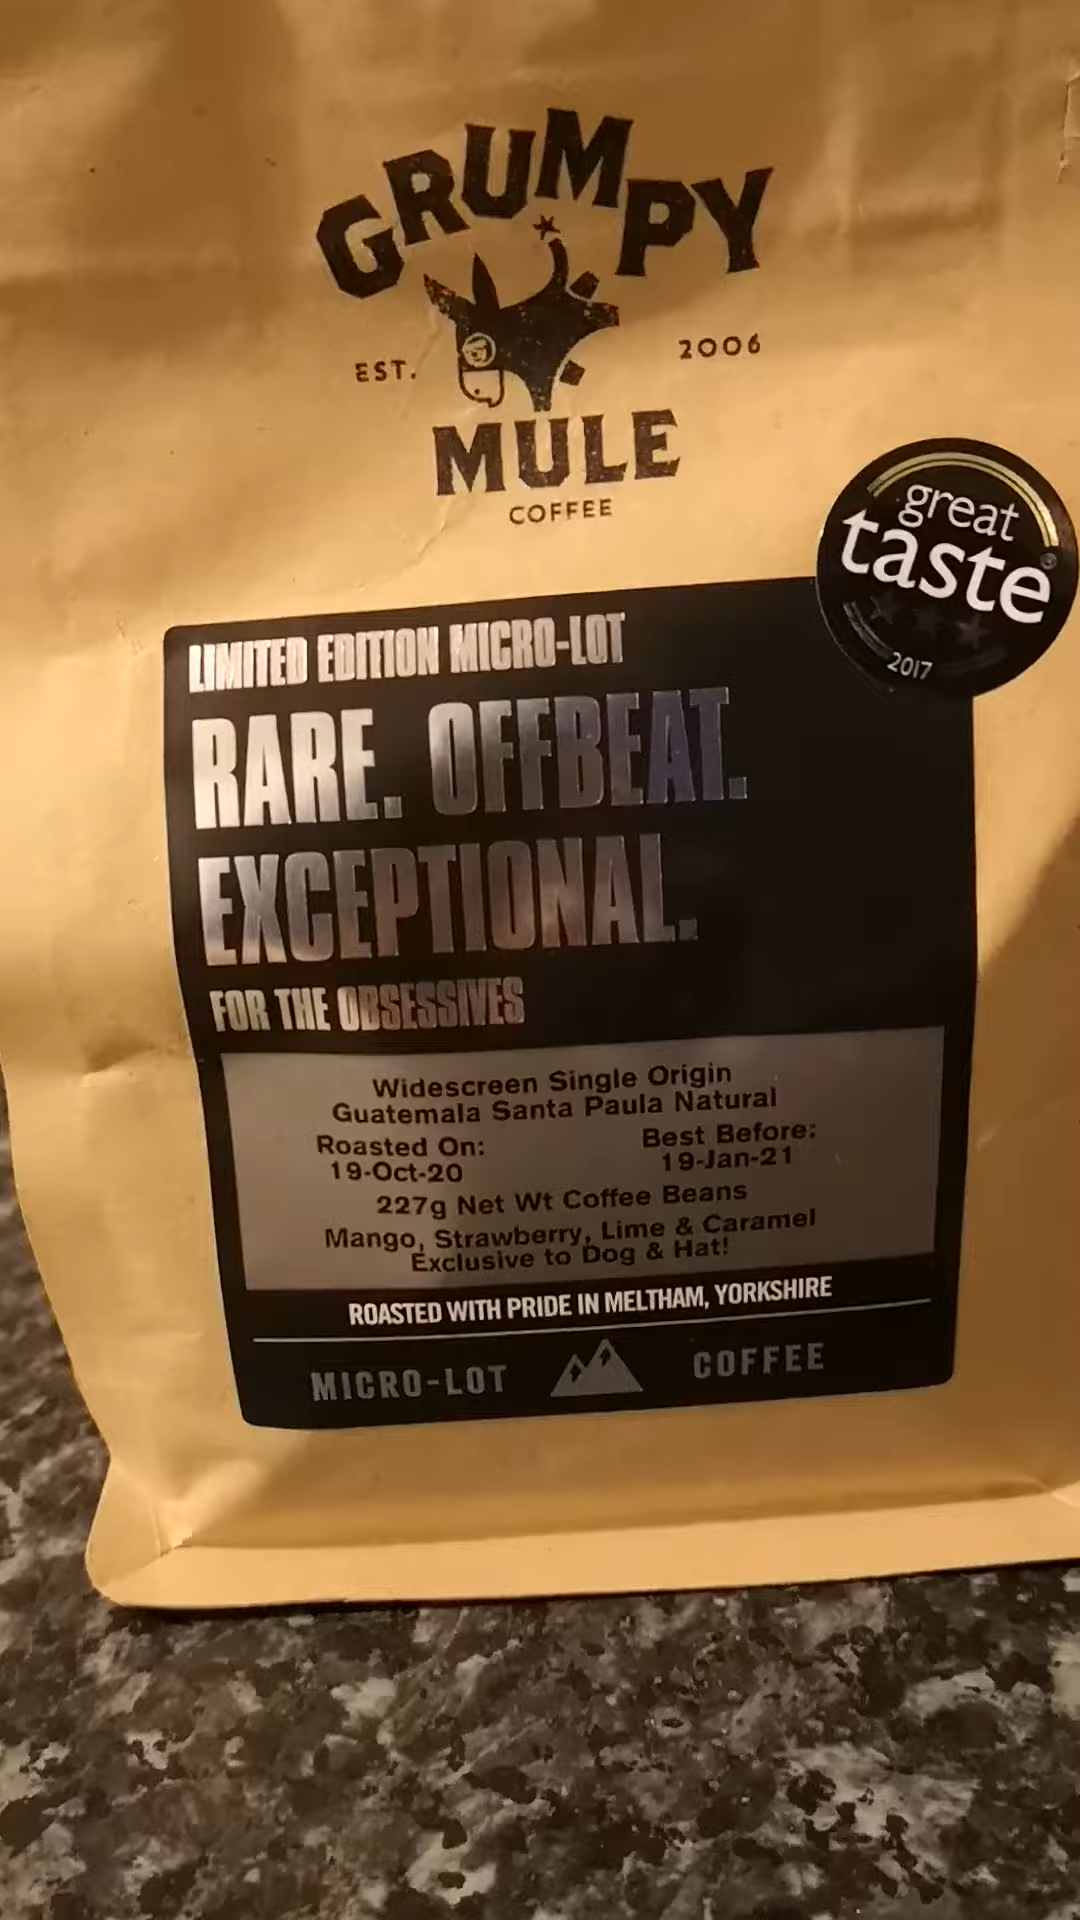 GRUMPY
EST. 2006
MULE
COFFEE
great
taste
2017
LIMITED EDITION MICRO-LOT
RARE. OFFBEAT.
EXCEPTIONAL.
FOR THE OBSESSIVES
Widescreen Single Origin
Guatemala Santa Paula Natural
Roasted On: Best Before:
19-Oct-20 19-Jan-21
227g Net Wt Coffee Beans
Mango, Strawberry, Lime & Caramel
Exclusive to Dog & Hat!
ROASTED WITH PRIDE IN MELTHAM, YORKSHIRE
MICRO-LOT COFFEE